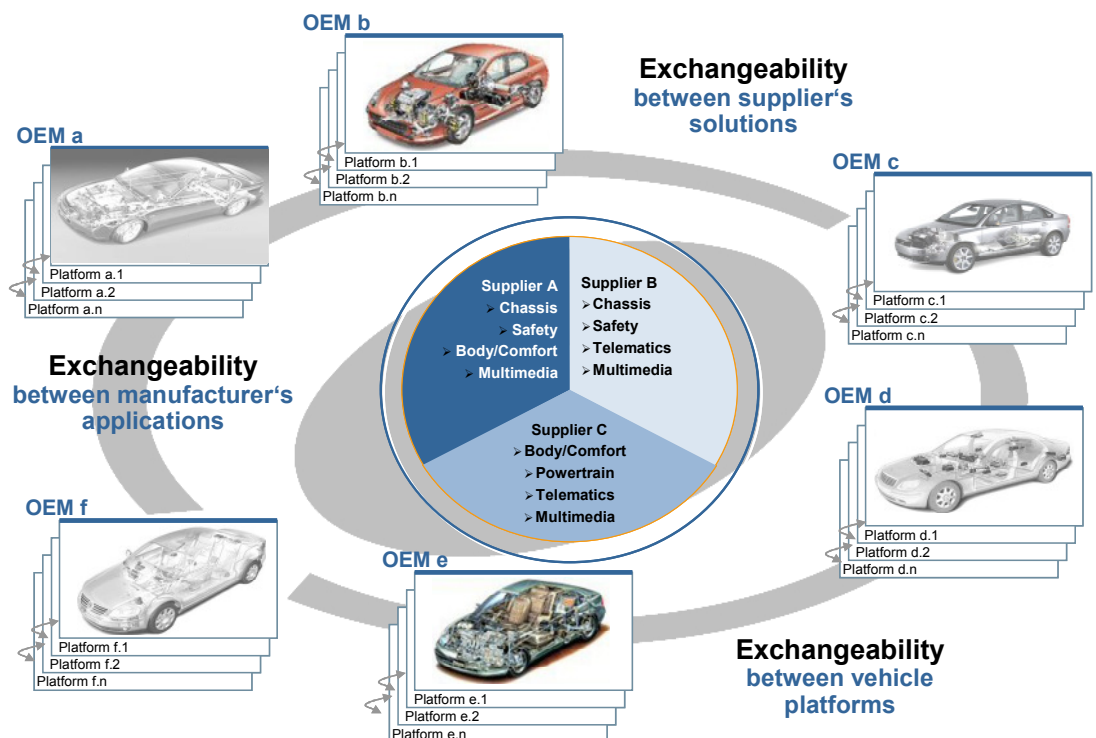 OEM b
Platform b.1
Platform b.2
Platform b.n
Exchangeability
between supplier‘s
solutions
OEM a
Platform a.1
Platform a.2
Platform a.n
OEM c
Platform c.1
Platform c.2
Platform c.n
Supplier A
➢Chassis
➢Safety
➢Body/Comfort
➢Multimedia
Supplier B
➢Chassis
➢Safety
➢Telematics
➢Multimedia
Supplier C
➢Body/Comfort
➢Powertrain
➢Telematics
➢Multimedia
Exchangeability
between manufacturer‘s
applications
OEM d
Platform d.1
Platform d.2
Platform d.n
OEM f
Platform f.1
Platform f.2
Platform f.n
OEM e
Platform e.1
Platform e.2
Platform e.n
Exchangeability
between vehicle
platforms